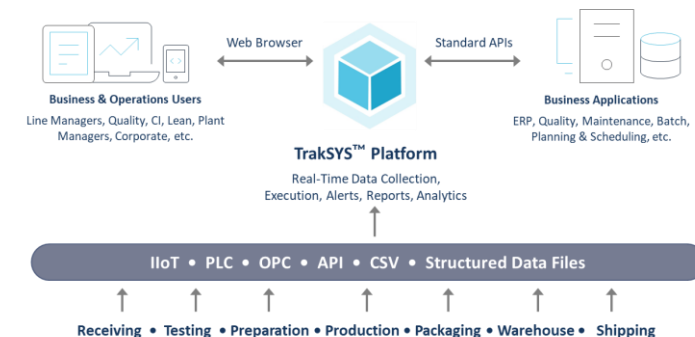 Web Browser
Standard APIs
Business & Operations Users
Line Managers, Quality, CI, Lean, Plant
Managers, Corporate, etc.
Business Applications
ERP, Quality, Maintenance, Batch,
Planning & Scheduling, etc.
TrakSYS™ Platform
Real-Time Data Collection,
Execution, Alerts, Reports, Analytics
IIoT • PLC • OPC • API • CSV • Structured Data Files
Receiving • Testing • Preparation • Production • Packaging • Warehouse • Shipping